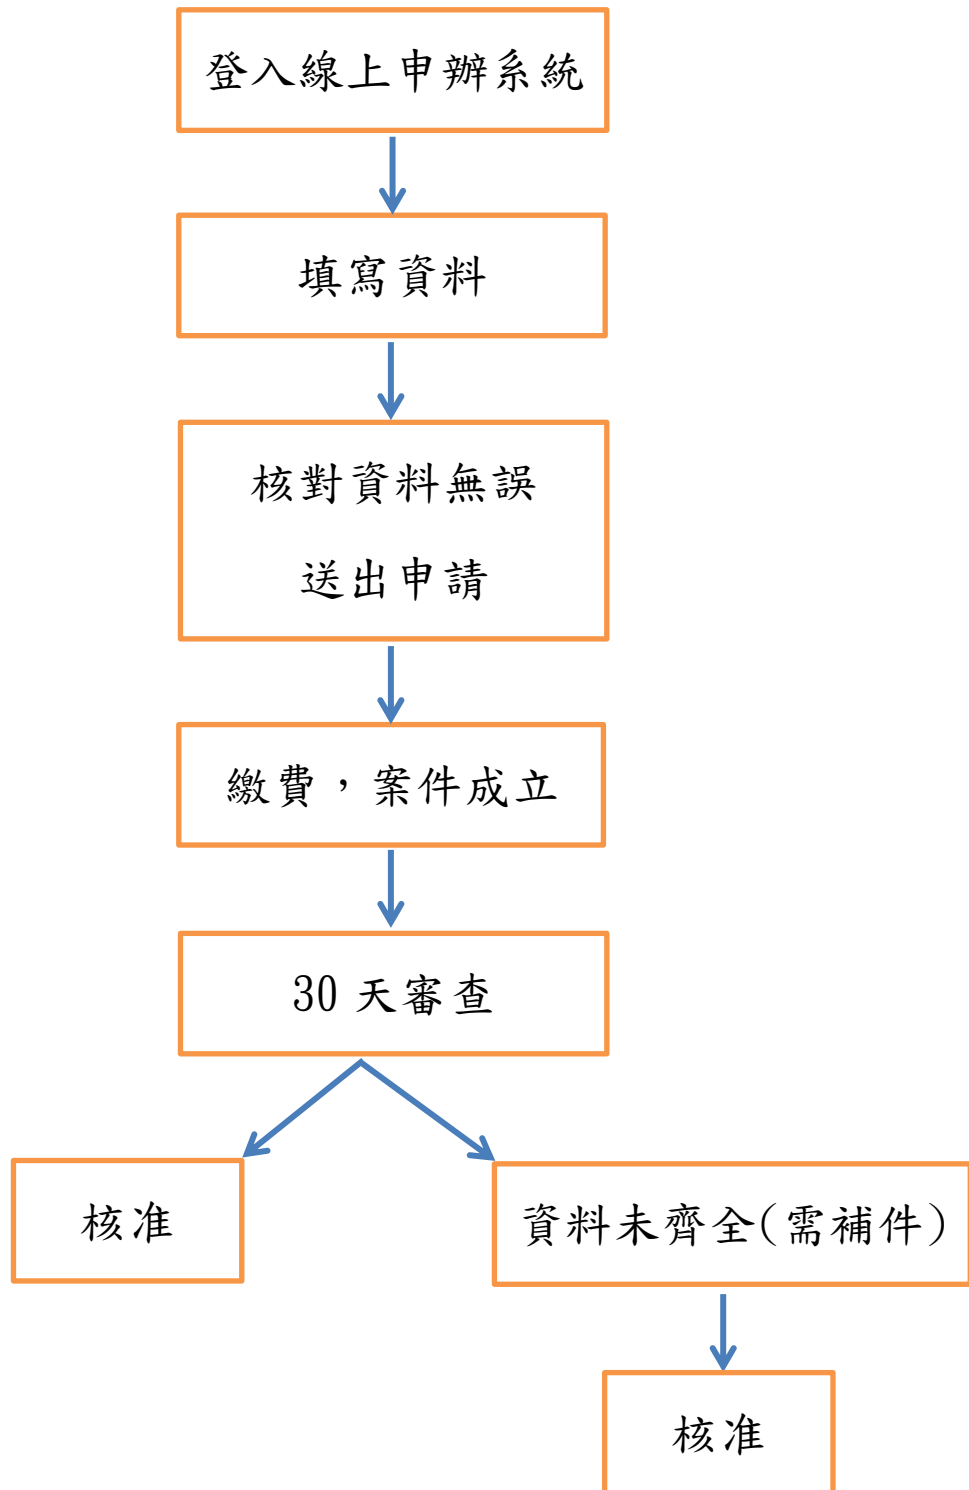 登入線上申辦系統
填寫資料
核對資料無誤
送出申請
繳費，案件成立
30 天審查
核准
資料未齊全(需補件)
核准